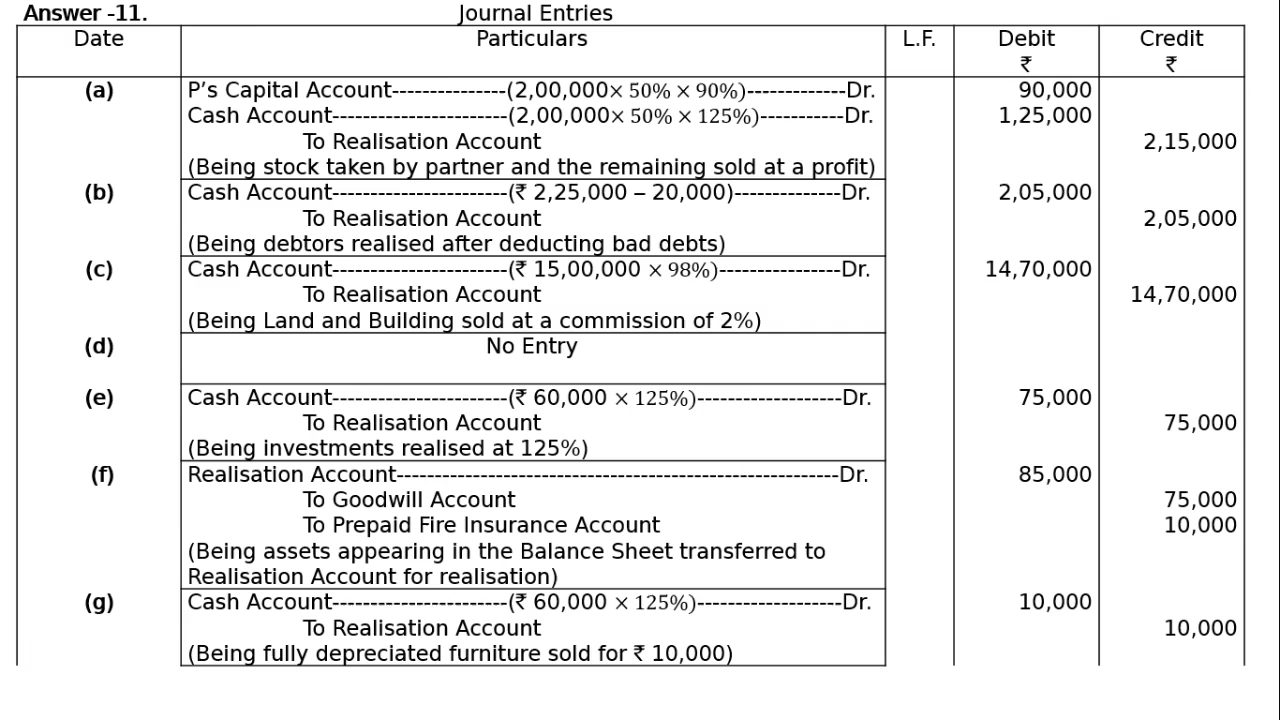 Answer -11. Journal Entries
Date Particulars L.F. Debit Credit
₹ ₹
(a) P’s Capital Account---------------(2,00,000× 50% × 90%)-------------Dr. 90,000
Cash Account-----------------------(2,00,000× 50% × 125%)-----------Dr. 1,25,000
To Realisation Account 2,15,000
(Being stock taken by partner and the remaining sold at a profit)
(b) Cash Account-----------------------(₹ 2,25,000 – 20,000)--------------Dr. 2,05,000
To Realisation Account 2,05,000
(Being debtors realised after deducting bad debts)
(c) Cash Account-----------------------(₹ 15,00,000 × 98%)----------------Dr. 14,70,000
To Realisation Account 14,70,000
(Being Land and Building sold at a commission of 2%)
(d) No Entry
(e) Cash Account-----------------------(₹ 60,000 × 125%)-------------------Dr. 75,000
To Realisation Account 75,000
(Being investments realised at 125%)
(f) Realisation Account----------------------------------------------------------Dr. 85,000
To Goodwill Account 75,000
To Prepaid Fire Insurance Account 10,000
(Being assets appearing in the Balance Sheet transferred to
Realisation Account for realisation)
(g) Cash Account-----------------------(₹ 60,000 × 125%)-------------------Dr. 10,000
To Realisation Account 10,000
(Being fully depreciated furniture sold for ₹ 10,000)